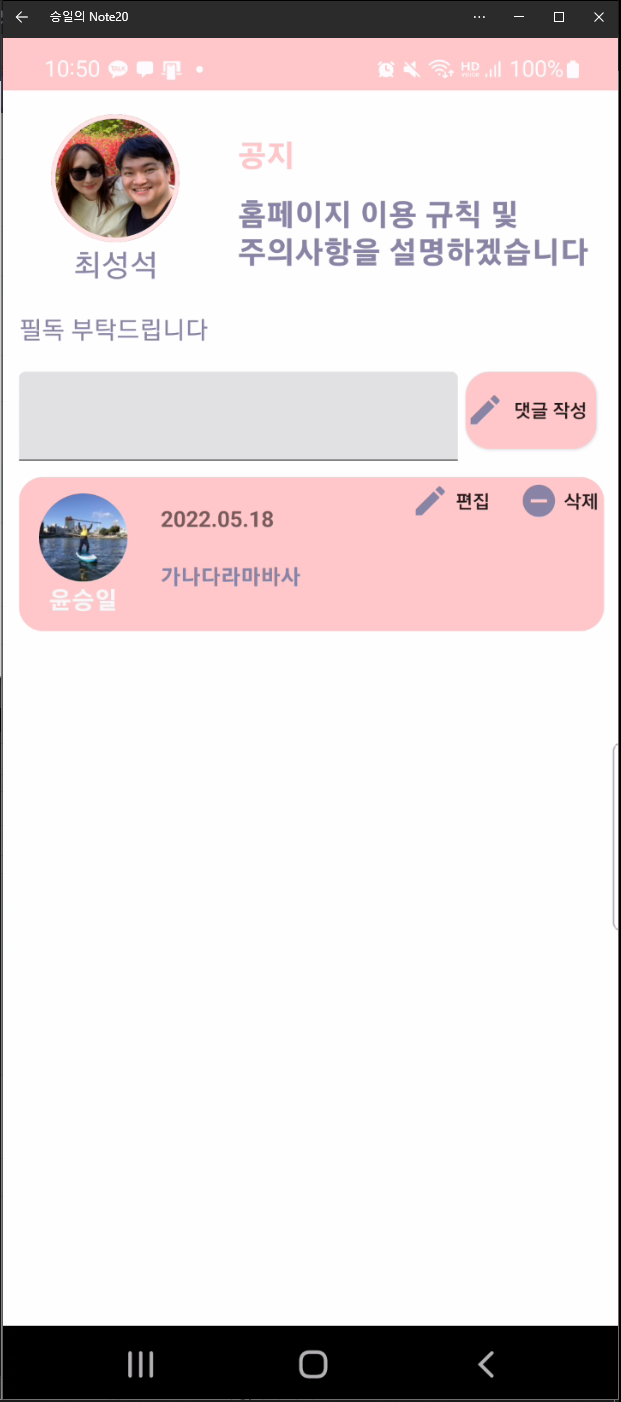 승일의 Note20
10:50
HD
100%
공지
홈페이지 이용 규칙 및
주의사항을 설명하겠습니다
최성석
필독 부탁드립니다
댓글 작성
편집
삭제
2022.05.18
가나다라마바사
윤승일